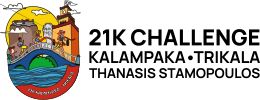 21K CHALLENGE
KALAMPAKA•TRIKALA
THANASIS STAMOPOULOS